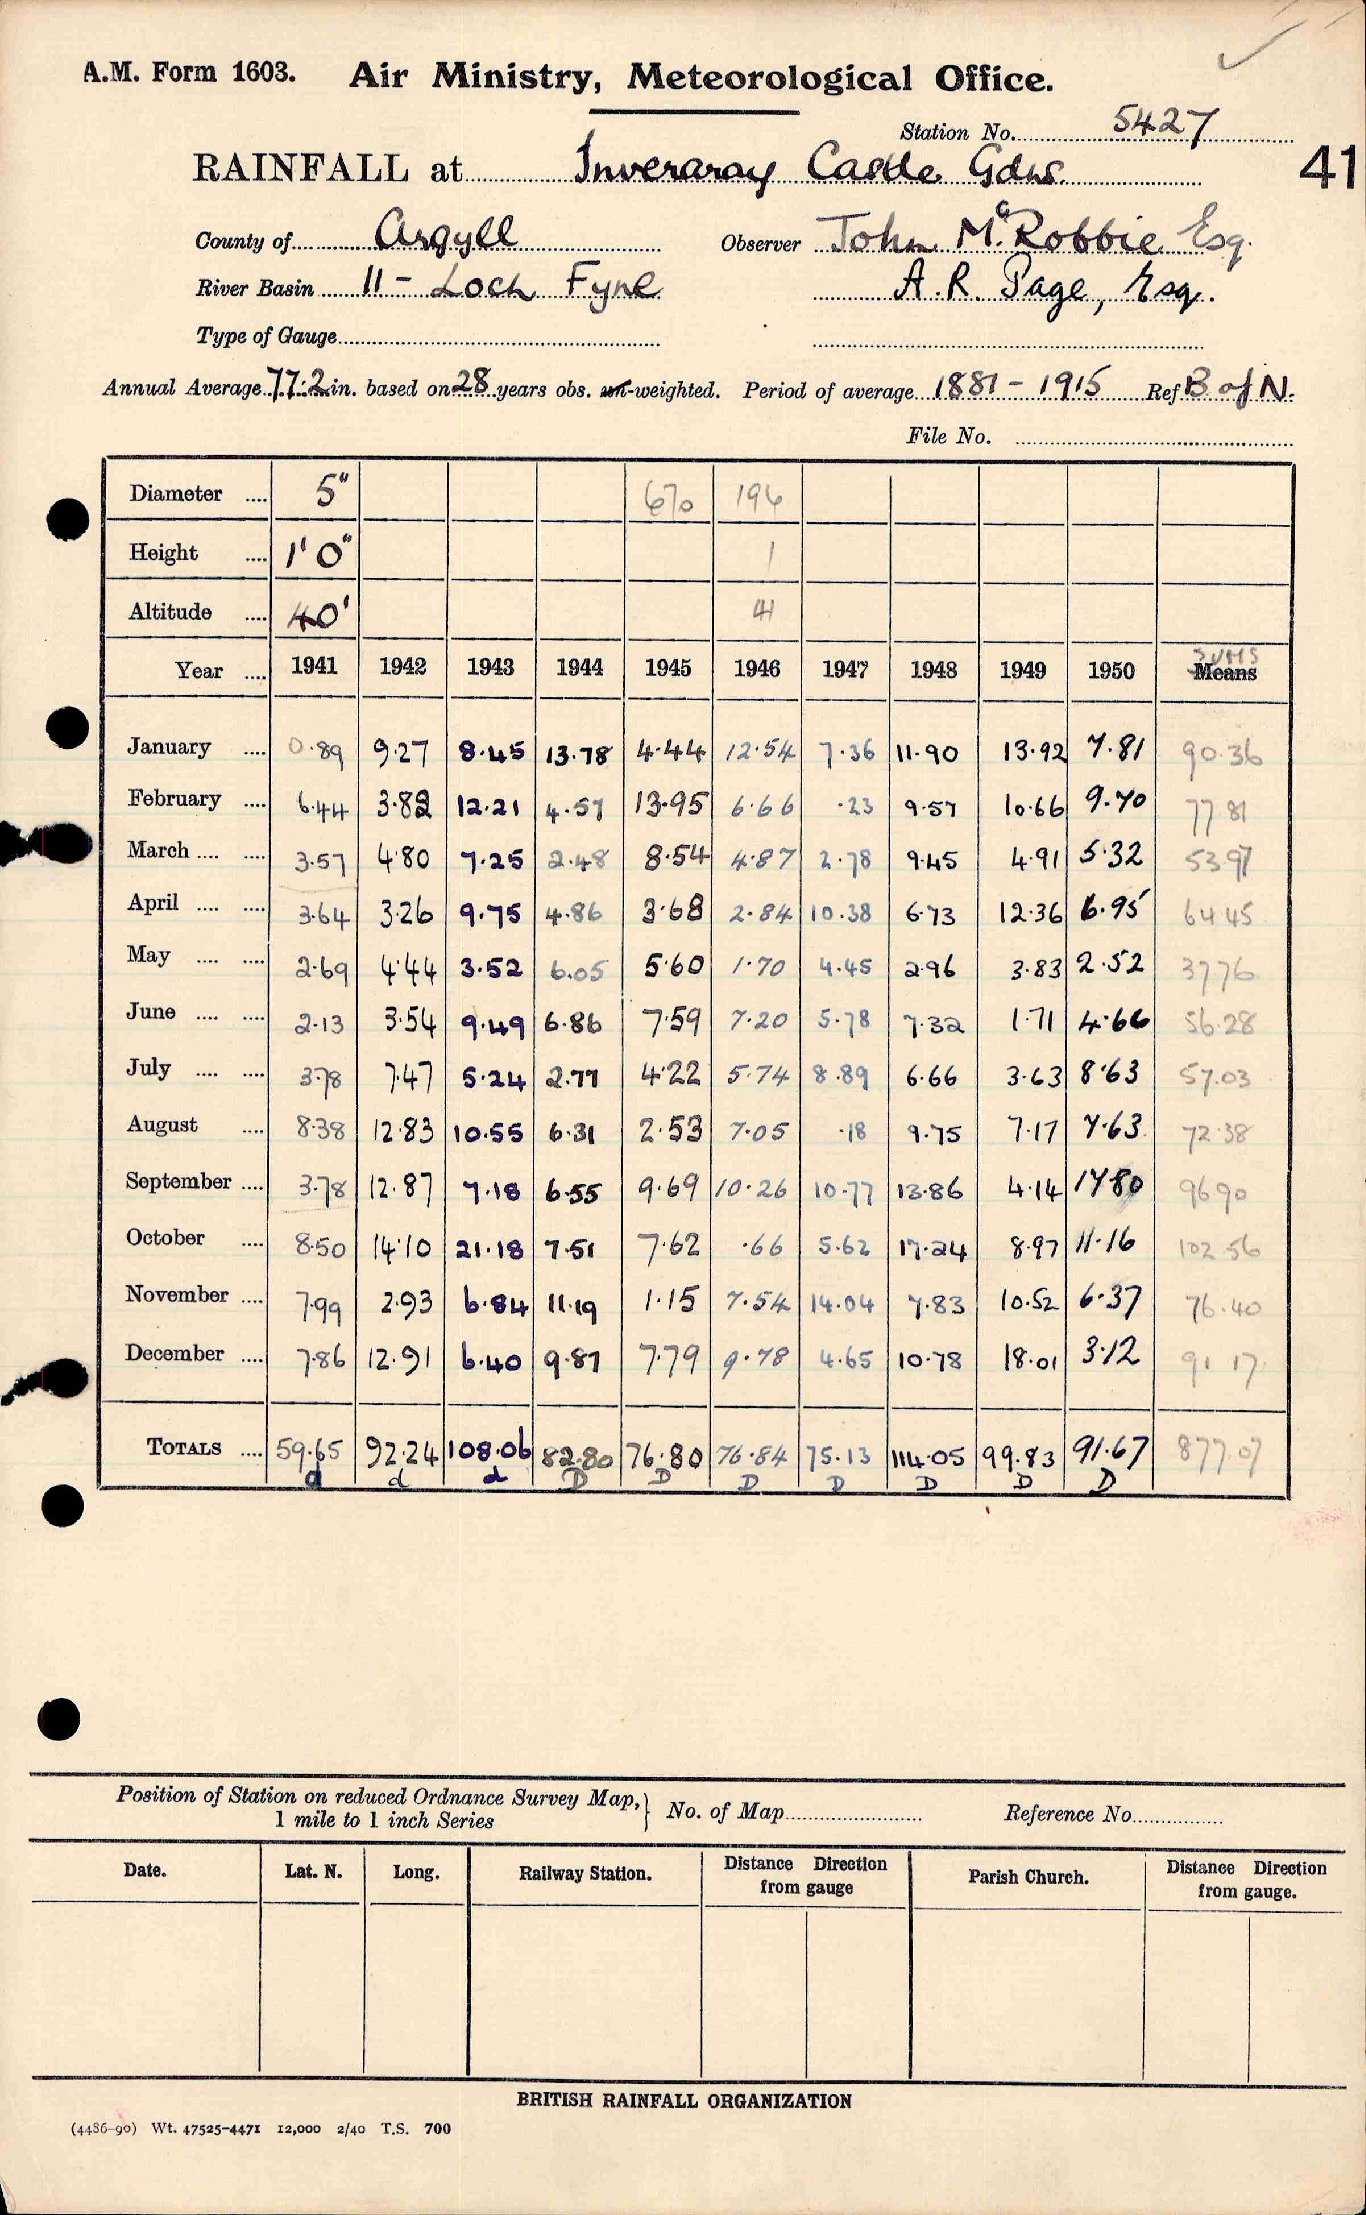 A.M. Form 1603. Air Ministry, Meteorological Office.
Station No. 5427
41
RAINFALL at Inveraray Castle Gdns.
County of Argyll Observer John McRobbie Esq.
River Basin 11 - Loch Fyne A. R. Page, Esq.
Type of Gauge
Annual Average 77.2 in. based on 28 years obs. un-weighted. Period of average 1881 - 1915 Ref B of N.
File No.
Diameter .... 5" 6/0 196
Height .... 1' 0" 1
Altitude .... 40' 41
Year .... 1941 1942 1943 1944 1945 1946 1947 1948 1949 1950 SUMS Means
January .... 0.89 9.27 8.45 13.78 4.44 12.54 7.36 11.90 13.92 7.81 90.36
February .... 6.44 3.82 12.21 4.57 13.95 6.66 .23 9.57 10.66 9.70 77.81
March .... .... 3.57 4.80 7.25 2.48 8.54 4.87 2.78 9.45 4.91 5.32 53.97
April .... .... 3.64 3.26 9.75 4.86 3.68 2.84 10.38 6.73 12.36 6.95 64.45
May .... .... 2.69 4.44 3.52 6.05 5.60 1.70 4.45 2.96 3.83 2.52 37.76
June .... .... 2.13 3.54 9.49 6.86 7.59 7.20 5.78 7.32 1.71 4.66 56.28
July .... .... 3.78 7.47 5.24 2.77 4.22 5.74 8.89 6.66 3.63 8.63 57.03
August .... 8.38 12.83 10.55 6.31 2.53 7.05 .18 9.75 7.17 7.63 72.38
September .... 3.78 12.87 7.18 6.55 9.69 10.26 10.77 13.86 4.14 17.80 96.90
October .... 8.50 14.10 21.18 7.51 7.62 .66 5.62 17.24 8.97 11.16 102.56
November .... 7.99 2.93 6.84 11.19 1.15 7.54 14.04 7.83 10.52 6.37 76.40
December .... 7.86 12.91 6.40 9.87 7.79 9.78 4.65 10.78 18.01 3.12 91.17
TOTALS .... 59.65 92.24 108.06 82.80 76.80 76.84 75.13 114.05 99.83 91.67 877.07
d d d D D D D D D D
Position of Station on reduced Ordnance Survey Map,
1 mile to 1 inch Series } No. of Map Reference No.
Date. Lat. N. Long. Railway Station. Distance Direction from gauge Parish Church. Distance Direction from gauge.
BRITISH RAINFALL ORGANIZATION
(4486-90) Wt. 47525-4471 12,000 2/40 T.S. 700